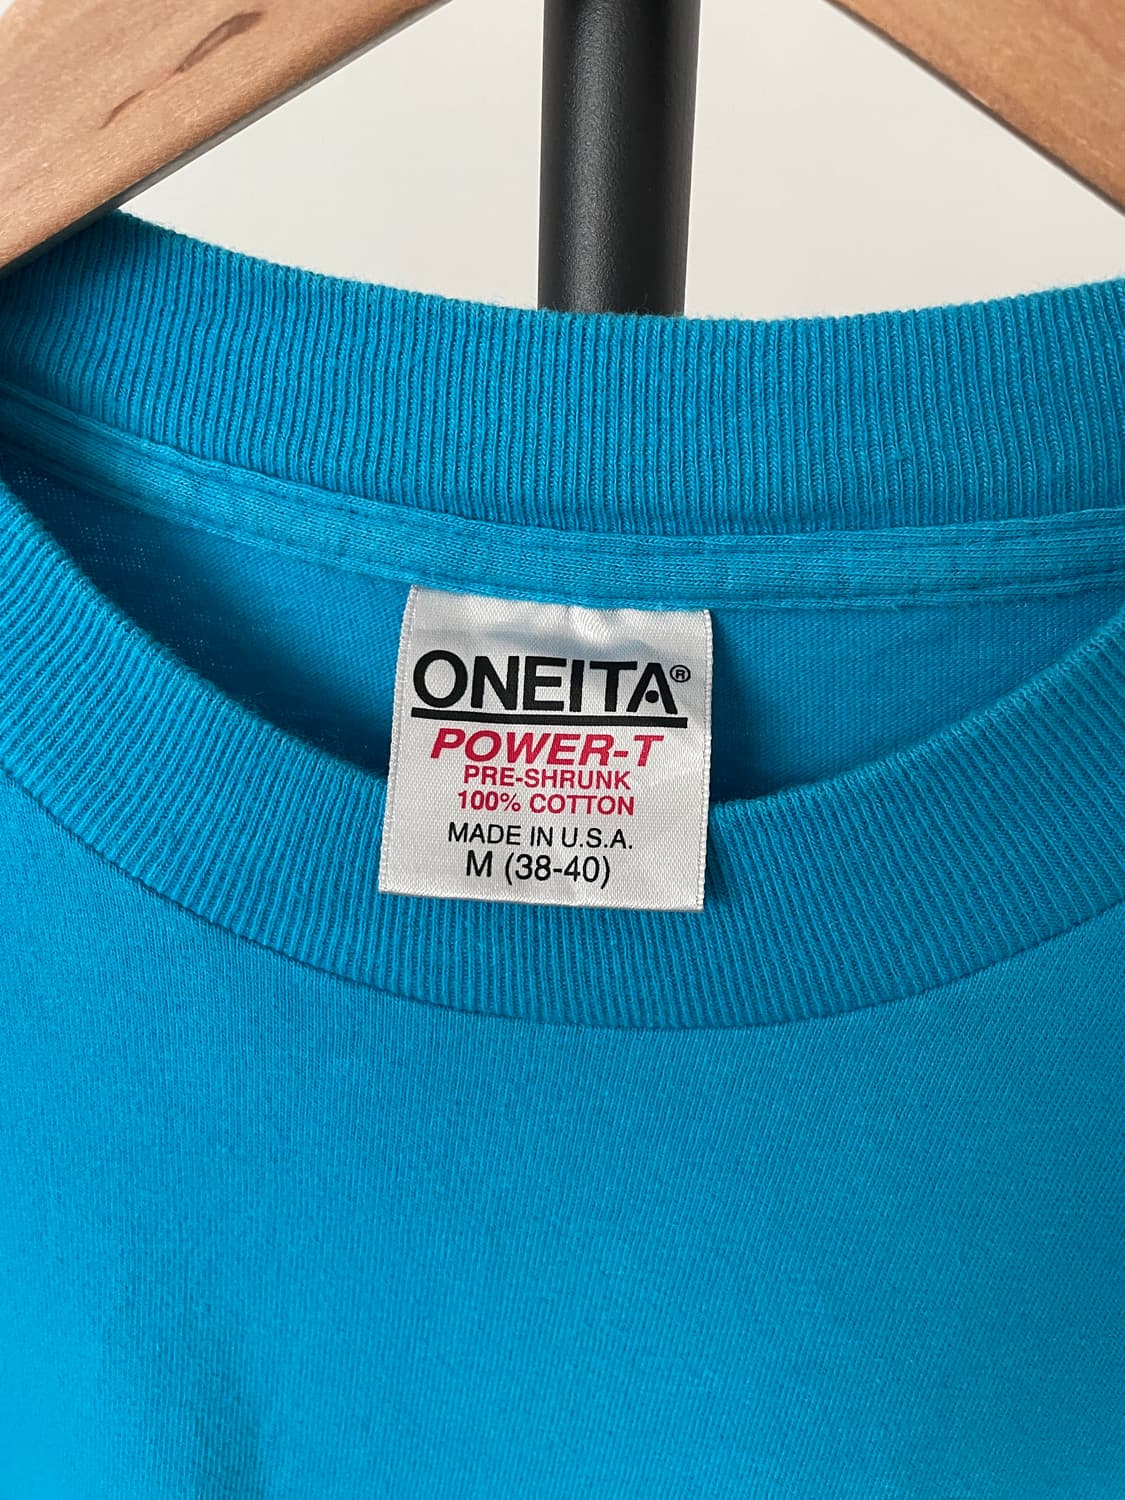 ONEITA®
POWER-T
PRE-SHRUNK
100% COTTON
MADE IN U.S.A.
M (38-40)